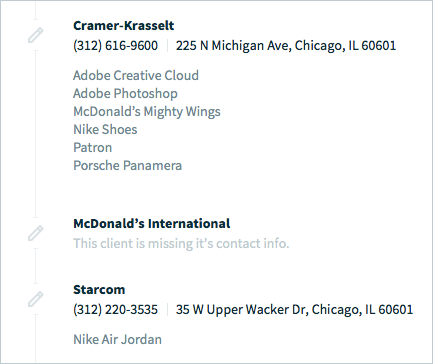 Cramer-Krasselt
(312) 616-9600 225 N Michigan Ave, Chicago, IL 60601
Adobe Creative Cloud
Adobe Photoshop
McDonald's Mighty Wings
Nike Shoes
Patron
Porsche Panamera
McDonald's International
This client is missing it's contact info.
Starcom
(312) 220-3535 35 W Upper Wacker Dr, Chicago, IL 60601
Nike Air Jordan